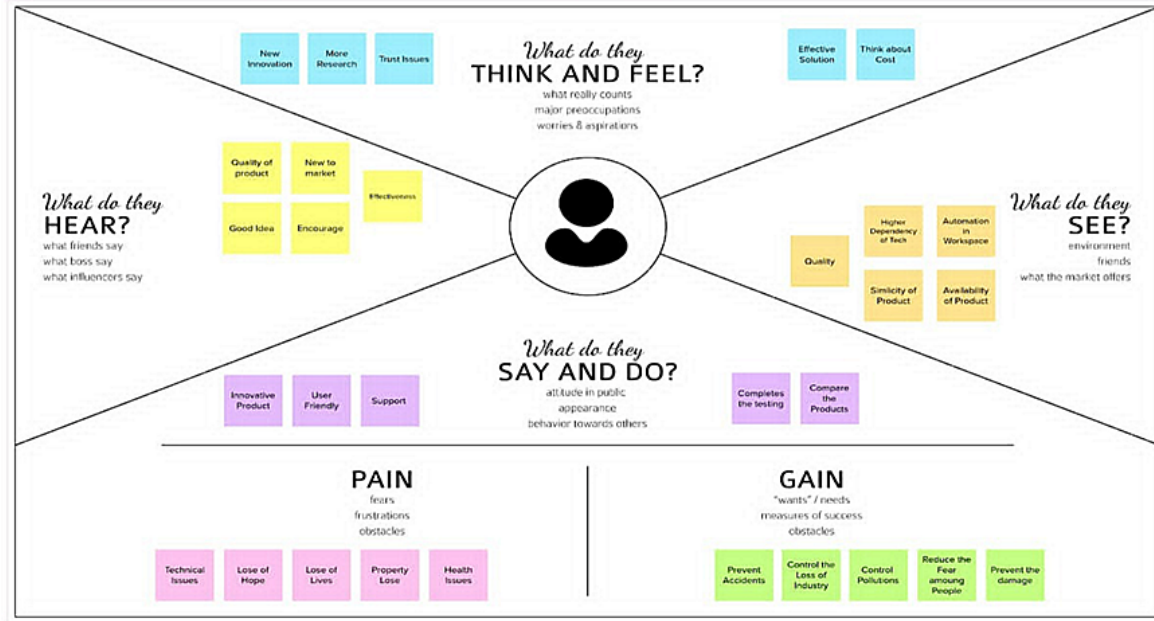 New
Innovation
More
Research
Trust Issues
What do they
THINK AND FEEL?
what really counts
major preoccupations
worries & aspirations
Effective
Solution
Think about
Cost
What do they
HEAR?
what friends say
what boss say
what influencers say
Quality of
product
New to
market
Effectiveness
Good Idea
Encourage
What do they
SEE?
environment
friends
what the market offers
Quality
Higher
Dependency
of Tech
Automation
in
Workspace
Simlicity of
Product
Availability
of Product
What do they
SAY AND DO?
attitude in public
appearance
behavior towards others
Innovative
Product
User
Friendly
Support
Completes
the testing
Compare
the
Products
PAIN
fears
frustrations
obstacles
Technical
Issues
Lose of
Hope
Lose of
Lives
Property
Lose
Health
Issues
GAIN
"wants" / needs
measures of success
obstacles
Prevent
Accidents
Control the
Loss of
Industry
Control
Pollutions
Reduce the
Fear
amoung
People
Prevent the
damage